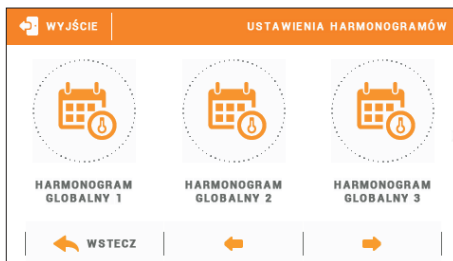 WYJŚCIE
USTAWIENIA HARMONOGRAMÓW
HARMONOGRAM
GLOBALNY 1
HARMONOGRAM
GLOBALNY 2
HARMONOGRAM
GLOBALNY 3
WSTECZ